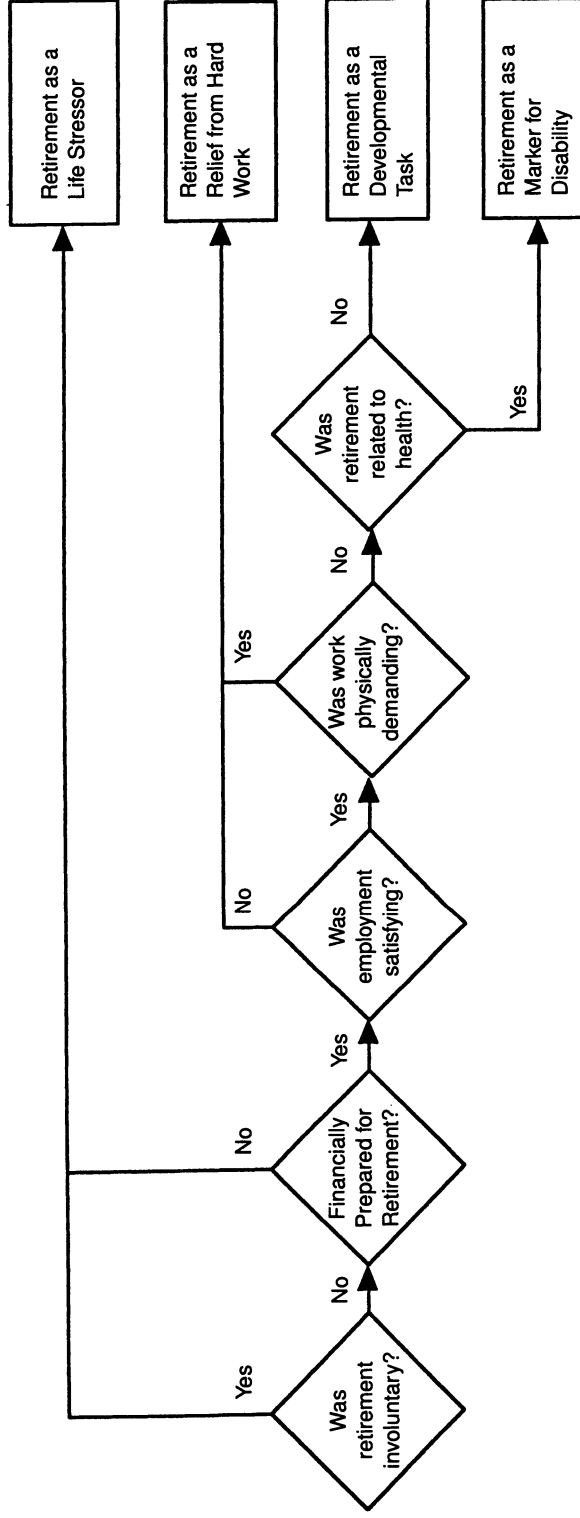 Retirement as a
Life Stressor
Retirement as a
Relief from Hard
Work
Retirement as a
Developmental
Task
Retirement as a
Marker for
Disability
Yes
No
No
Yes
No
Yes
Yes
No
No
Yes
Was
retirement
involuntary?
Financially
Prepared for
Retirement?
Was
employment
satisfying?
Was work
physically
demanding?
Was
retirement
related to
health?